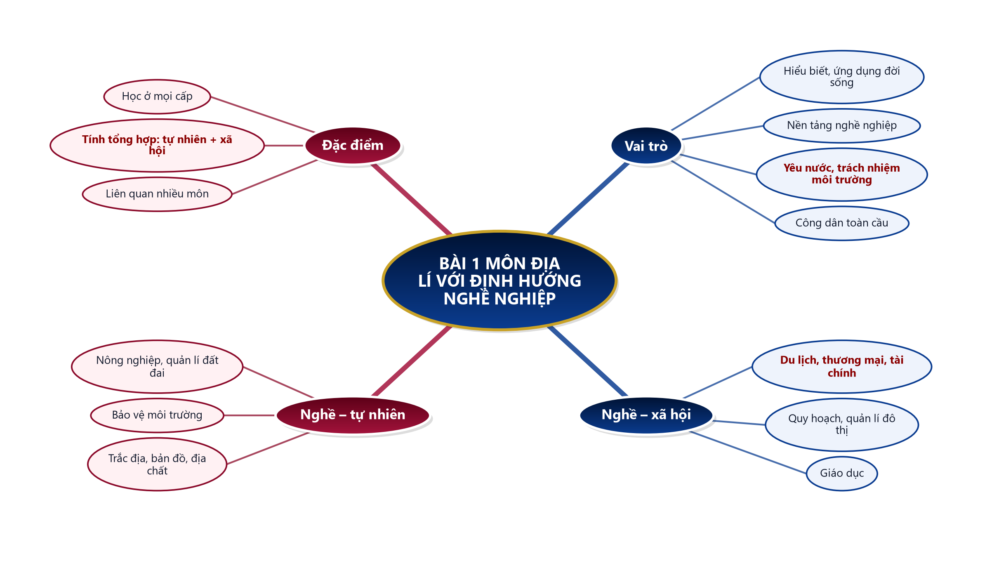 Học ở mọi cấp
Tính tổng hợp: tự nhiên + xã
hội
Liên quan nhiều môn
Đặc điểm
Vai trò
Hiểu biết, ứng dụng đời
sống
Nền tảng nghề nghiệp
Yêu nước, trách nhiệm
môi trường
Công dân toàn cầu
BÀI 1 MÔN ĐỊA
LÍ VỚI ĐỊNH HƯỚNG
NGHỀ NGHIỆP
Nông nghiệp, quản lí đất
đai
Bảo vệ môi trường
Trắc địa, bản đồ, địa
chất
Nghề – tự nhiên
Nghề – xã hội
Du lịch, thương mại, tài
chính
Quy hoạch, quản lí đô
thị
Giáo dục